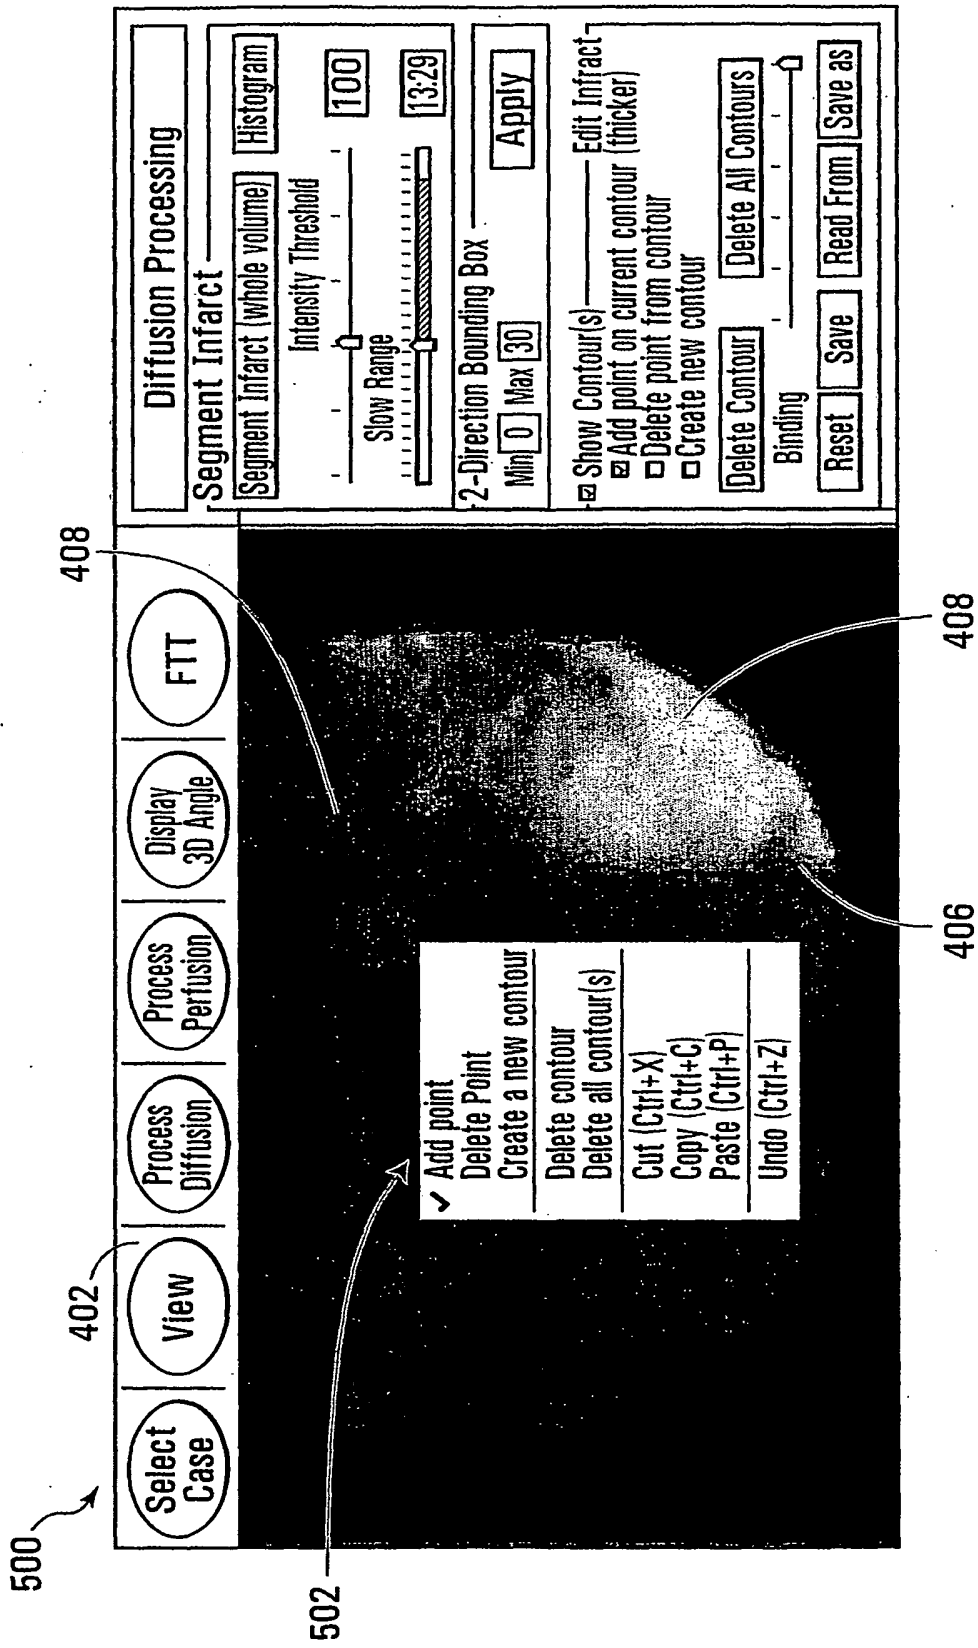 500
402
408
Select
Case
View
Process
Diffusion
Process
Perfusion
Display
3D Angle
FTT
502
✓ Add point
Delete Point
Create a new contour
Delete contour
Delete all contour(s)
Cut (Ctrl+X)
Copy (Ctrl+C)
Paste (Ctrl+P)
Undo (Ctrl+Z)
406
408
Diffusion Processing
Segment Infarct
Segment Infarct (whole volume) Histogram
Intensity Threshold
100
Slow Range
13:29
2-Direction Bounding Box
Min 0 Max 30 Apply
☑ Show Contour(s) Edit Infract
☑ Add point on current contour (thicker)
☐ Delete point from contour
☐ Create new contour
Delete Contour Delete All Contours
Binding
Reset Save Read From Save as